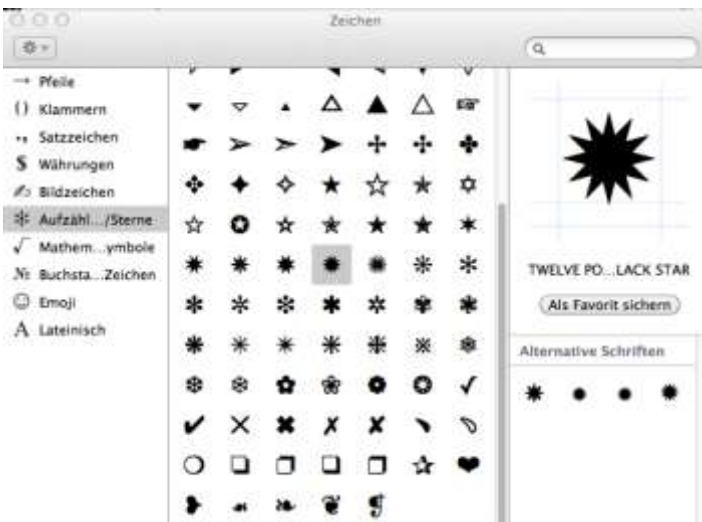 Zeichen
Pfeile
Klammern
Satzzeichen
Währungen
Bildzeichen
Aufzähl.../Sterne
Mathem...ymbole
Buchsta...Zeichen
Emoji
Lateinisch
TWELVE PO...LACK STAR
Als Favorit sichern
Alternative Schriften